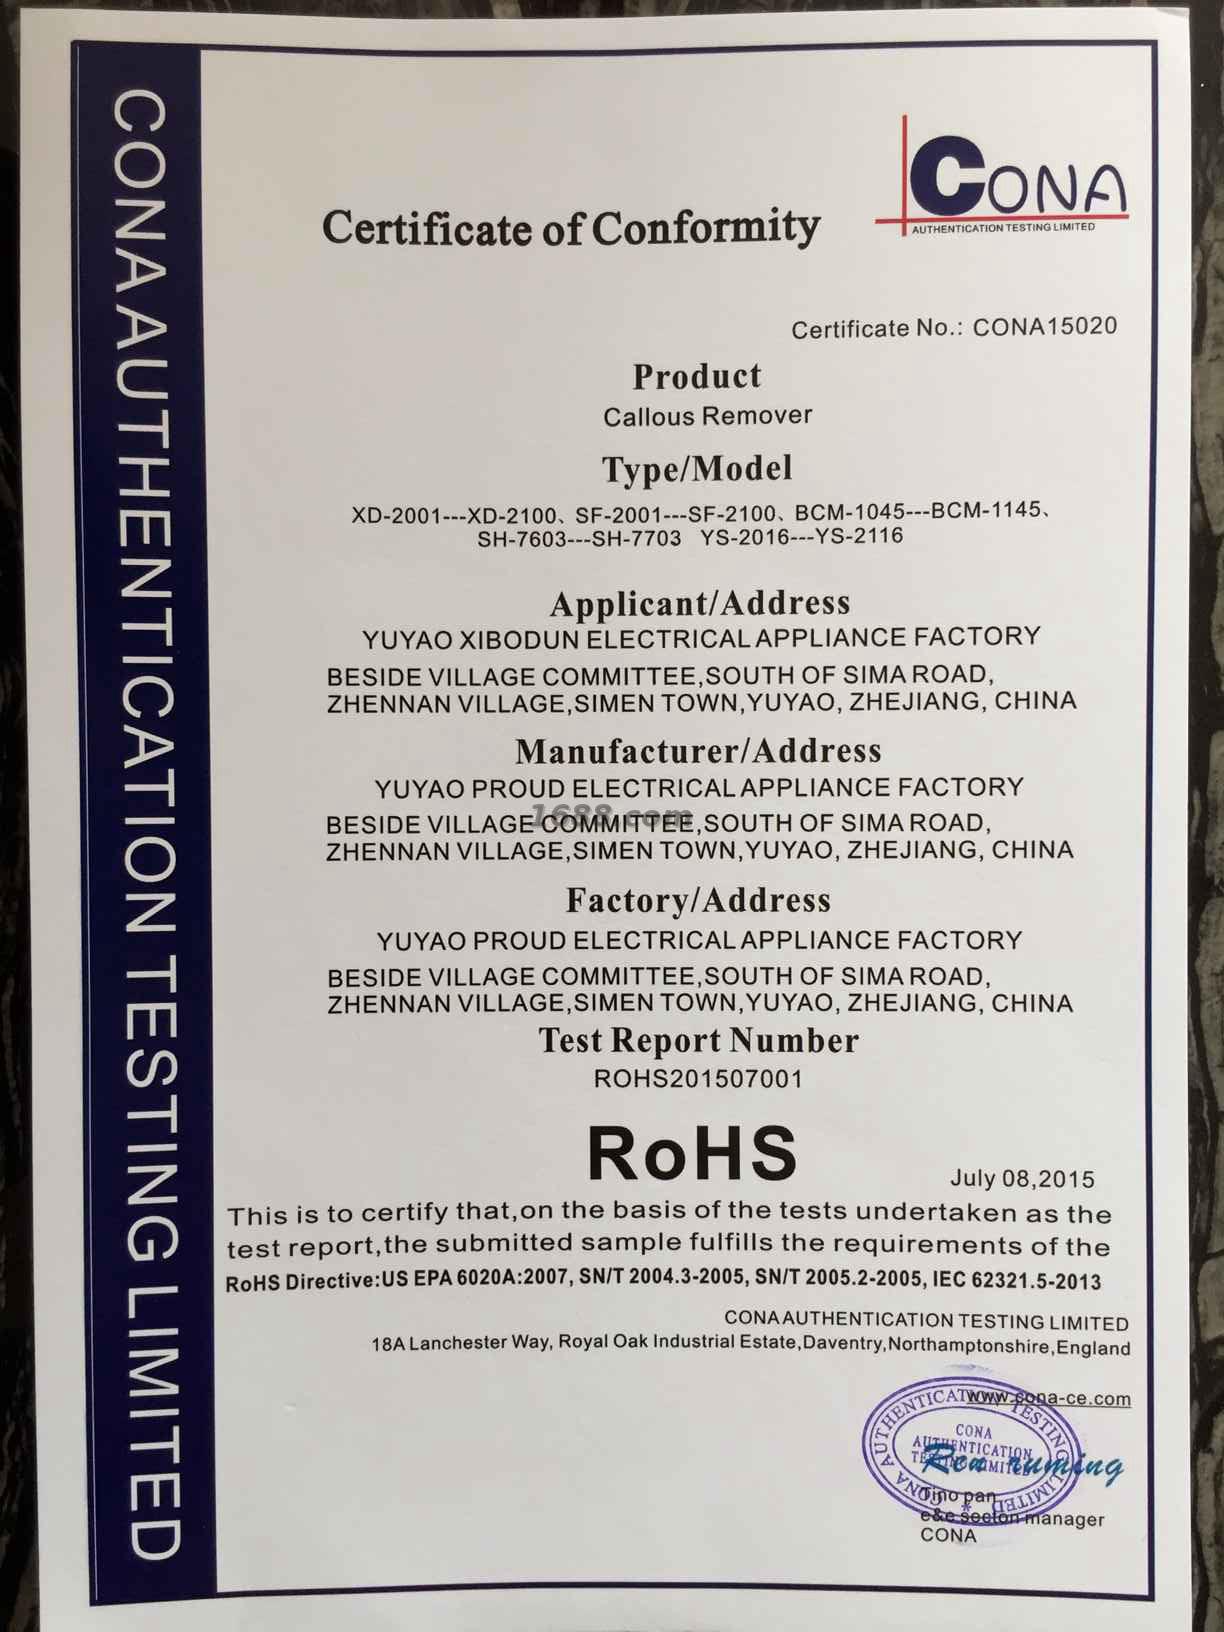 CONA AUTHENTICATION TESTING LIMITED
CONA
AUTHENTICATION TESTING LIMITED
Certificate of Conformity
Certificate No.: CONA15020
Product
Callous Remover
Type/Model
XD-2001---XD-2100、SF-2001---SF-2100、BCM-1045---BCM-1145、
SH-7603---SH-7703 YS-2016---YS-2116
Applicant/Address
YUYAO XIBODUN ELECTRICAL APPLIANCE FACTORY
BESIDE VILLAGE COMMITTEE,SOUTH OF SIMA ROAD,
ZHENNAN VILLAGE,SIMEN TOWN,YUYAO, ZHEJIANG, CHINA
Manufacturer/Address
YUYAO PROUD ELECTRICAL APPLIANCE FACTORY
1688.com
BESIDE VILLAGE COMMITTEE,SOUTH OF SIMA ROAD,
ZHENNAN VILLAGE,SIMEN TOWN,YUYAO, ZHEJIANG, CHINA
Factory/Address
YUYAO PROUD ELECTRICAL APPLIANCE FACTORY
BESIDE VILLAGE COMMITTEE,SOUTH OF SIMA ROAD,
ZHENNAN VILLAGE,SIMEN TOWN,YUYAO, ZHEJIANG, CHINA
Test Report Number
ROHS201507001
RoHS
July 08,2015
This is to certify that,on the basis of the tests undertaken as the
test report,the submitted sample fulfills the requirements of the
RoHS Directive:US EPA 6020A:2007, SN/T 2004.3-2005, SN/T 2005.2-2005, IEC 62321.5-2013
CONA AUTHENTICATION TESTING LIMITED
18A Lanchester Way, Royal Oak Industrial Estate,Daventry,Northamptonshire,England
www.cona-ce.com
CONA AUTHENTICATION TESTING LIMITED
CONA
AUTHENTICATION
TESTING LIMITED
Ren ruming
Tino pan
e&e secton manager
CONA